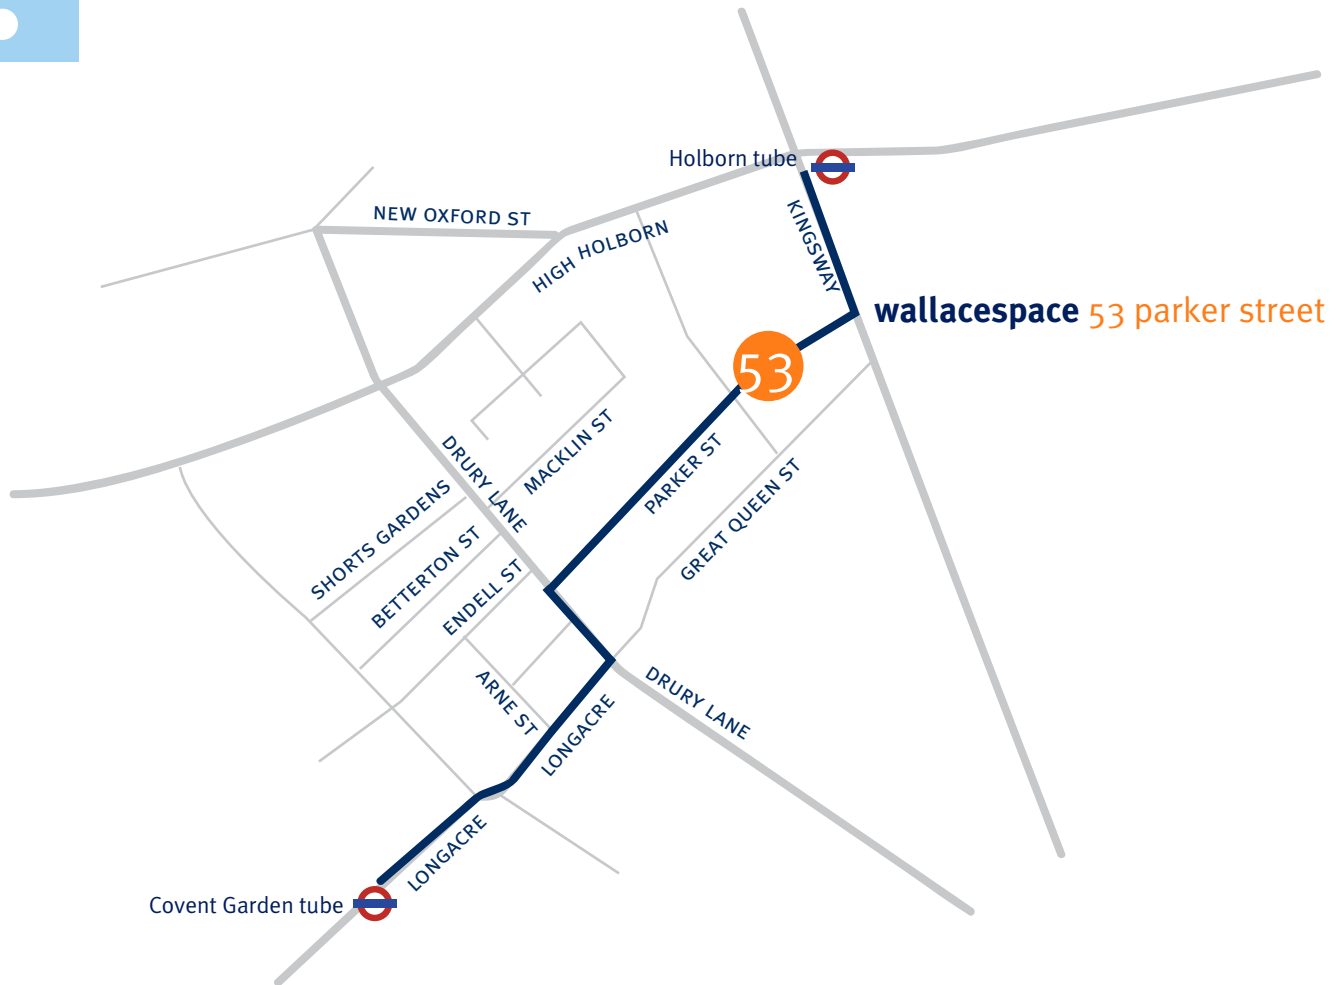 Holborn tube
NEW OXFORD ST
HIGH HOLBORN
KINGSWAY
wallacespace 53 parker street
53
DRURY LANE
MACKLIN ST
PARKER ST
SHORTS GARDENS
GREAT QUEEN ST
BETTERTON ST
ENDELL ST
ARNE ST
DRURY LANE
LONGACRE
LONGACRE
Covent Garden tube